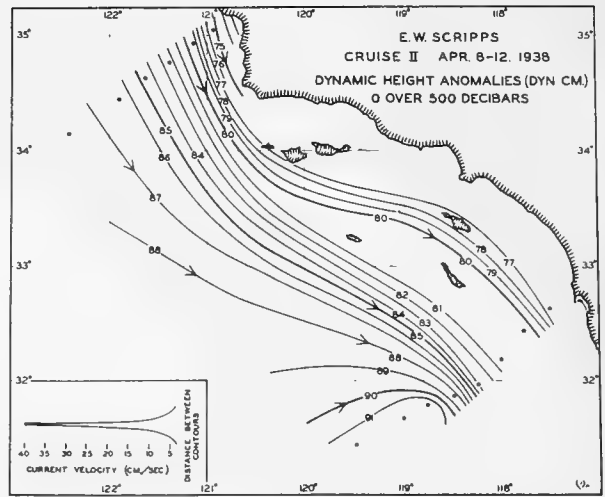 E.W. SCRIPPS
CRUISE II APR. 8-12. 1938
DYNAMIC HEIGHT ANOMALIES (DYN CM.)
0 OVER 500 DECIBARS
122° 121° 120° 119° 118°
35° 35°
34° 34°
33° 33°
32° 32°
122° 121° 120° 119° 118°
75
76
77
78
79
80
85
84
86
87
88
80
78
77
80
79
82
81
84
83
85
88
89
90
91
DISTANCE BETWEEN
CONTOURS
40 35 30 25 20 15 10 5
CURRENT VELOCITY (CM./SEC.)